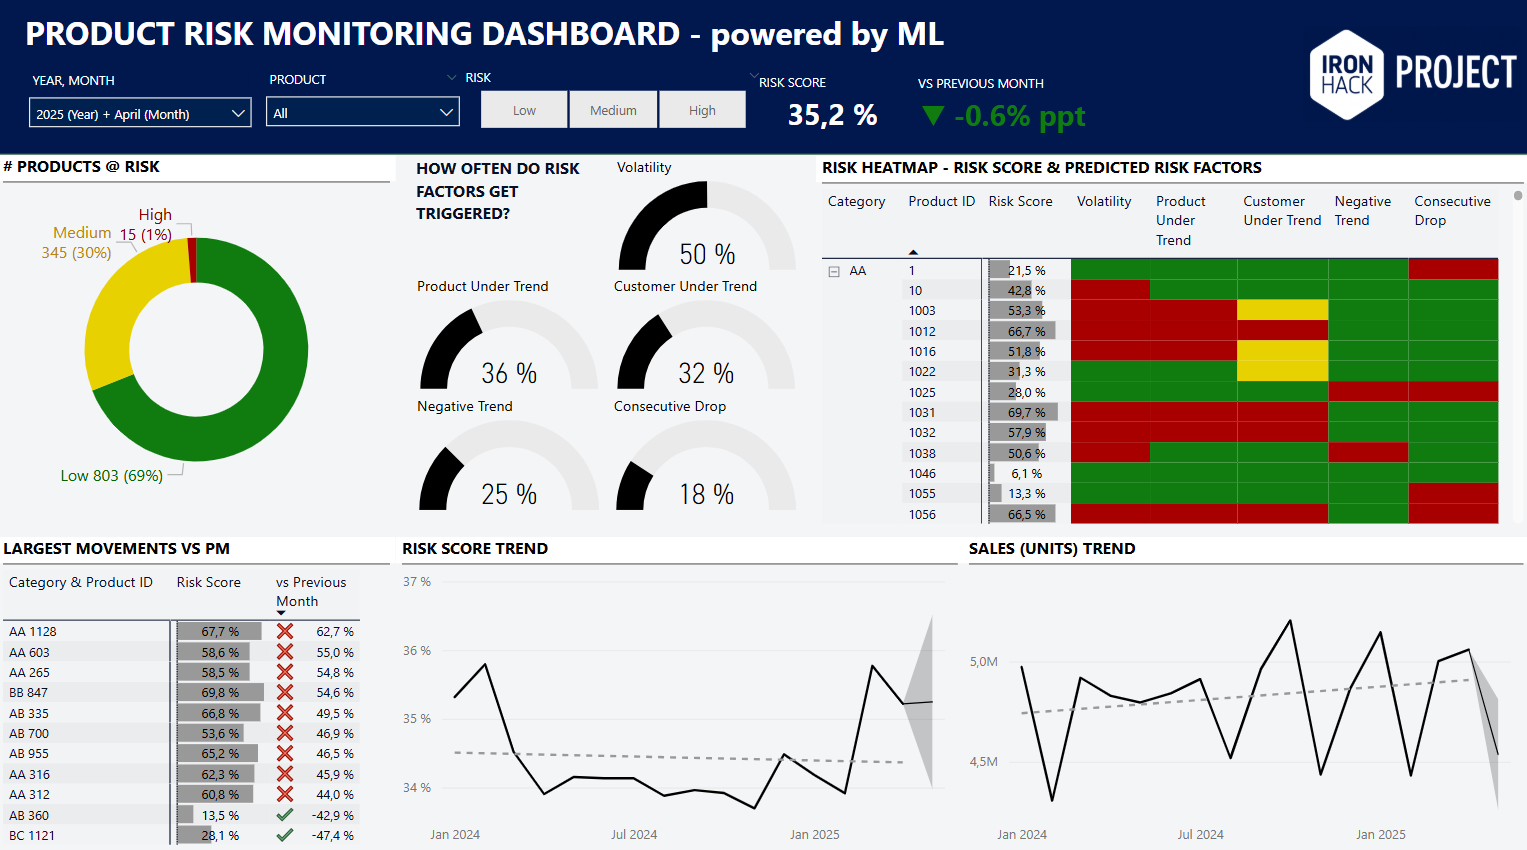 PRODUCT RISK MONITORING DASHBOARD - powered by ML
IRON
HACK
PROJECT
YEAR, MONTH
2025 (Year) + April (Month)
PRODUCT
All
RISK
Low
Medium
High
RISK SCORE
35,2 %
VS PREVIOUS MONTH
▼ -0.6% ppt
# PRODUCTS @ RISK
High
15 (1%)
Medium
345 (30%)
Low 803 (69%)
HOW OFTEN DO RISK
FACTORS GET
TRIGGERED?
Volatility
50 %
Product Under Trend
36 %
Customer Under Trend
32 %
Negative Trend
25 %
Consecutive Drop
18 %
RISK HEATMAP - RISK SCORE & PREDICTED RISK FACTORS
Category Product ID Risk Score Volatility Product Under Trend Customer Under Trend Negative Trend Consecutive Drop
AA 1 21,5 %
10 42,8 %
1003 53,3 %
1012 66,7 %
1016 51,8 %
1022 31,3 %
1025 28,0 %
1031 69,7 %
1032 57,9 %
1038 50,6 %
1046 6,1 %
1055 13,3 %
1056 66,5 %
LARGEST MOVEMENTS VS PM
Category & Product ID Risk Score vs Previous Month
AA 1128 67,7 % 62,7 %
AA 603 58,6 % 55,0 %
AA 265 58,5 % 54,8 %
BB 847 69,8 % 54,6 %
AB 335 66,8 % 49,5 %
AB 700 53,6 % 46,9 %
AB 955 65,2 % 46,5 %
AA 316 62,3 % 45,9 %
AA 312 60,8 % 44,0 %
AB 360 13,5 % -42,9 %
BC 1121 28,1 % -47,4 %
RISK SCORE TREND
37 %
36 %
35 %
34 %
Jan 2024 Jul 2024 Jan 2025
SALES (UNITS) TREND
5,0M
4,5M
Jan 2024 Jul 2024 Jan 2025